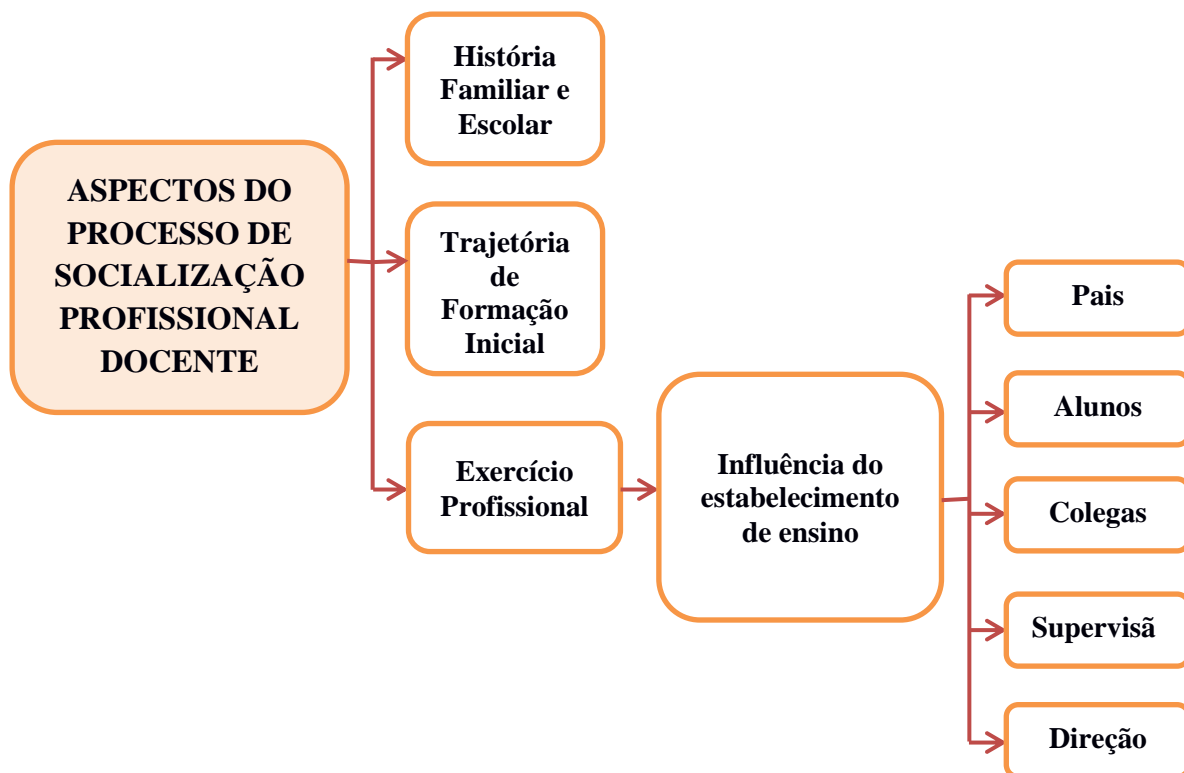 ASPECTOS DO
PROCESSO DE
SOCIALIZAÇÃO
PROFISSIONAL
DOCENTE
História
Familiar e
Escolar
Trajetória
de
Formação
Inicial
Exercício
Profissional
Influência do
estabelecimento
de ensino
Pais
Alunos
Colegas
Supervisã
Direção